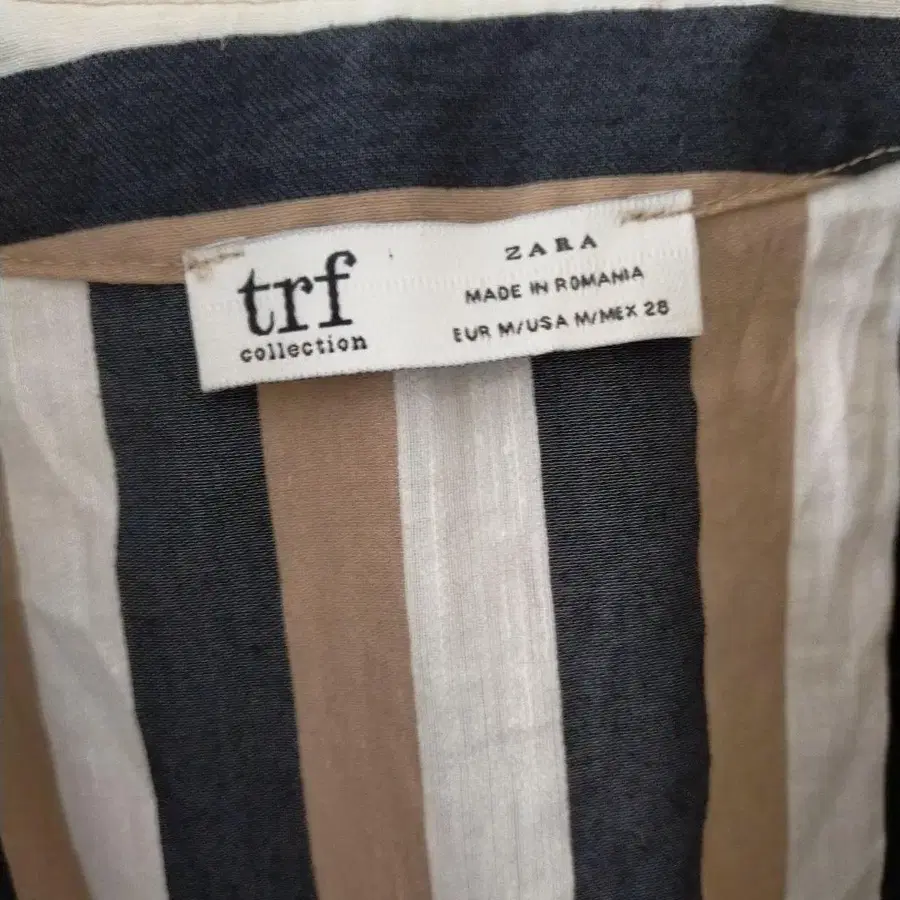 trf
collection
ZARA
MADE IN ROMANIA
EUR M/USA M/MEX 28